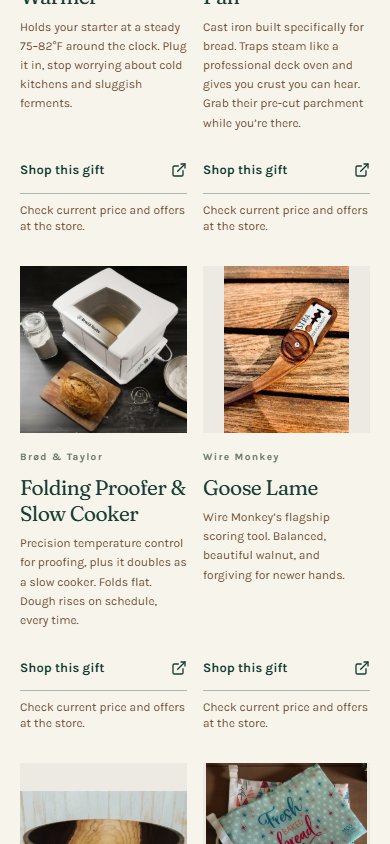 Holds your starter at a steady
75–82°F around the clock. Plug
it in, stop worrying about cold
kitchens and sluggish
ferments.
Shop this gift
Check current price and offers
at the store.
Cast iron built specifically for
bread. Traps steam like a
professional deck oven and
gives you crust you can hear.
Grab their pre-cut parchment
while you’re there.
Shop this gift
Check current price and offers
at the store.
Brød & Taylor
Folding Proofer &
Slow Cooker
Precision temperature control
for proofing, plus it doubles as
a slow cooker. Folds flat.
Dough rises on schedule,
every time.
Shop this gift
Check current price and offers
at the store.
Wire Monkey
Goose Lame
Wire Monkey’s flagship
scoring tool. Balanced,
beautiful walnut, and
forgiving for newer hands.
Shop this gift
Check current price and offers
at the store.
Fresh
BAKED
bread